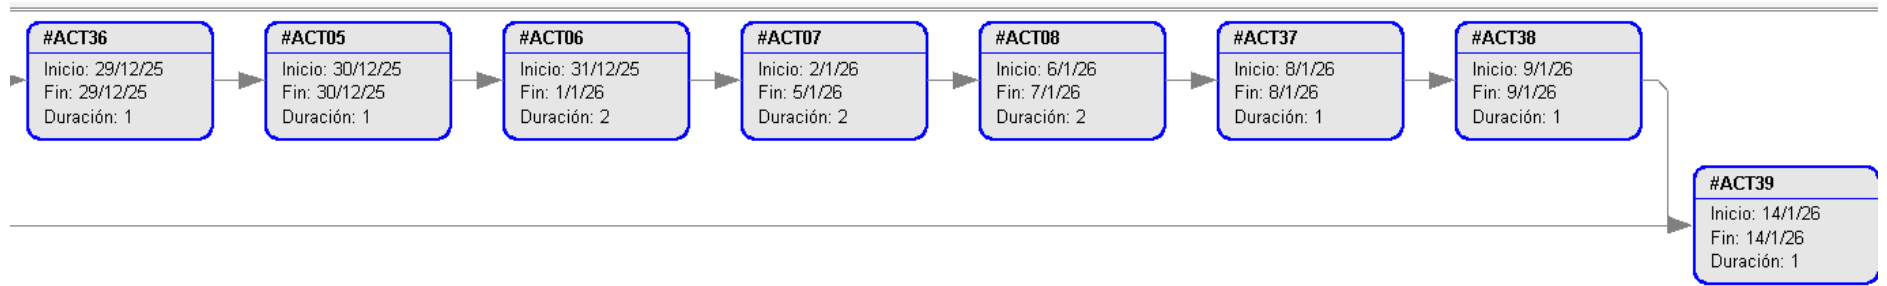 #ACT36
Inicio: 29/12/25
Fin: 29/12/25
Duración: 1
#ACT05
Inicio: 30/12/25
Fin: 30/12/25
Duración: 1
#ACT06
Inicio: 31/12/25
Fin: 1/1/26
Duración: 2
#ACT07
Inicio: 2/1/26
Fin: 5/1/26
Duración: 2
#ACT08
Inicio: 6/1/26
Fin: 7/1/26
Duración: 2
#ACT37
Inicio: 8/1/26
Fin: 8/1/26
Duración: 1
#ACT38
Inicio: 9/1/26
Fin: 9/1/26
Duración: 1
#ACT39
Inicio: 14/1/26
Fin: 14/1/26
Duración: 1